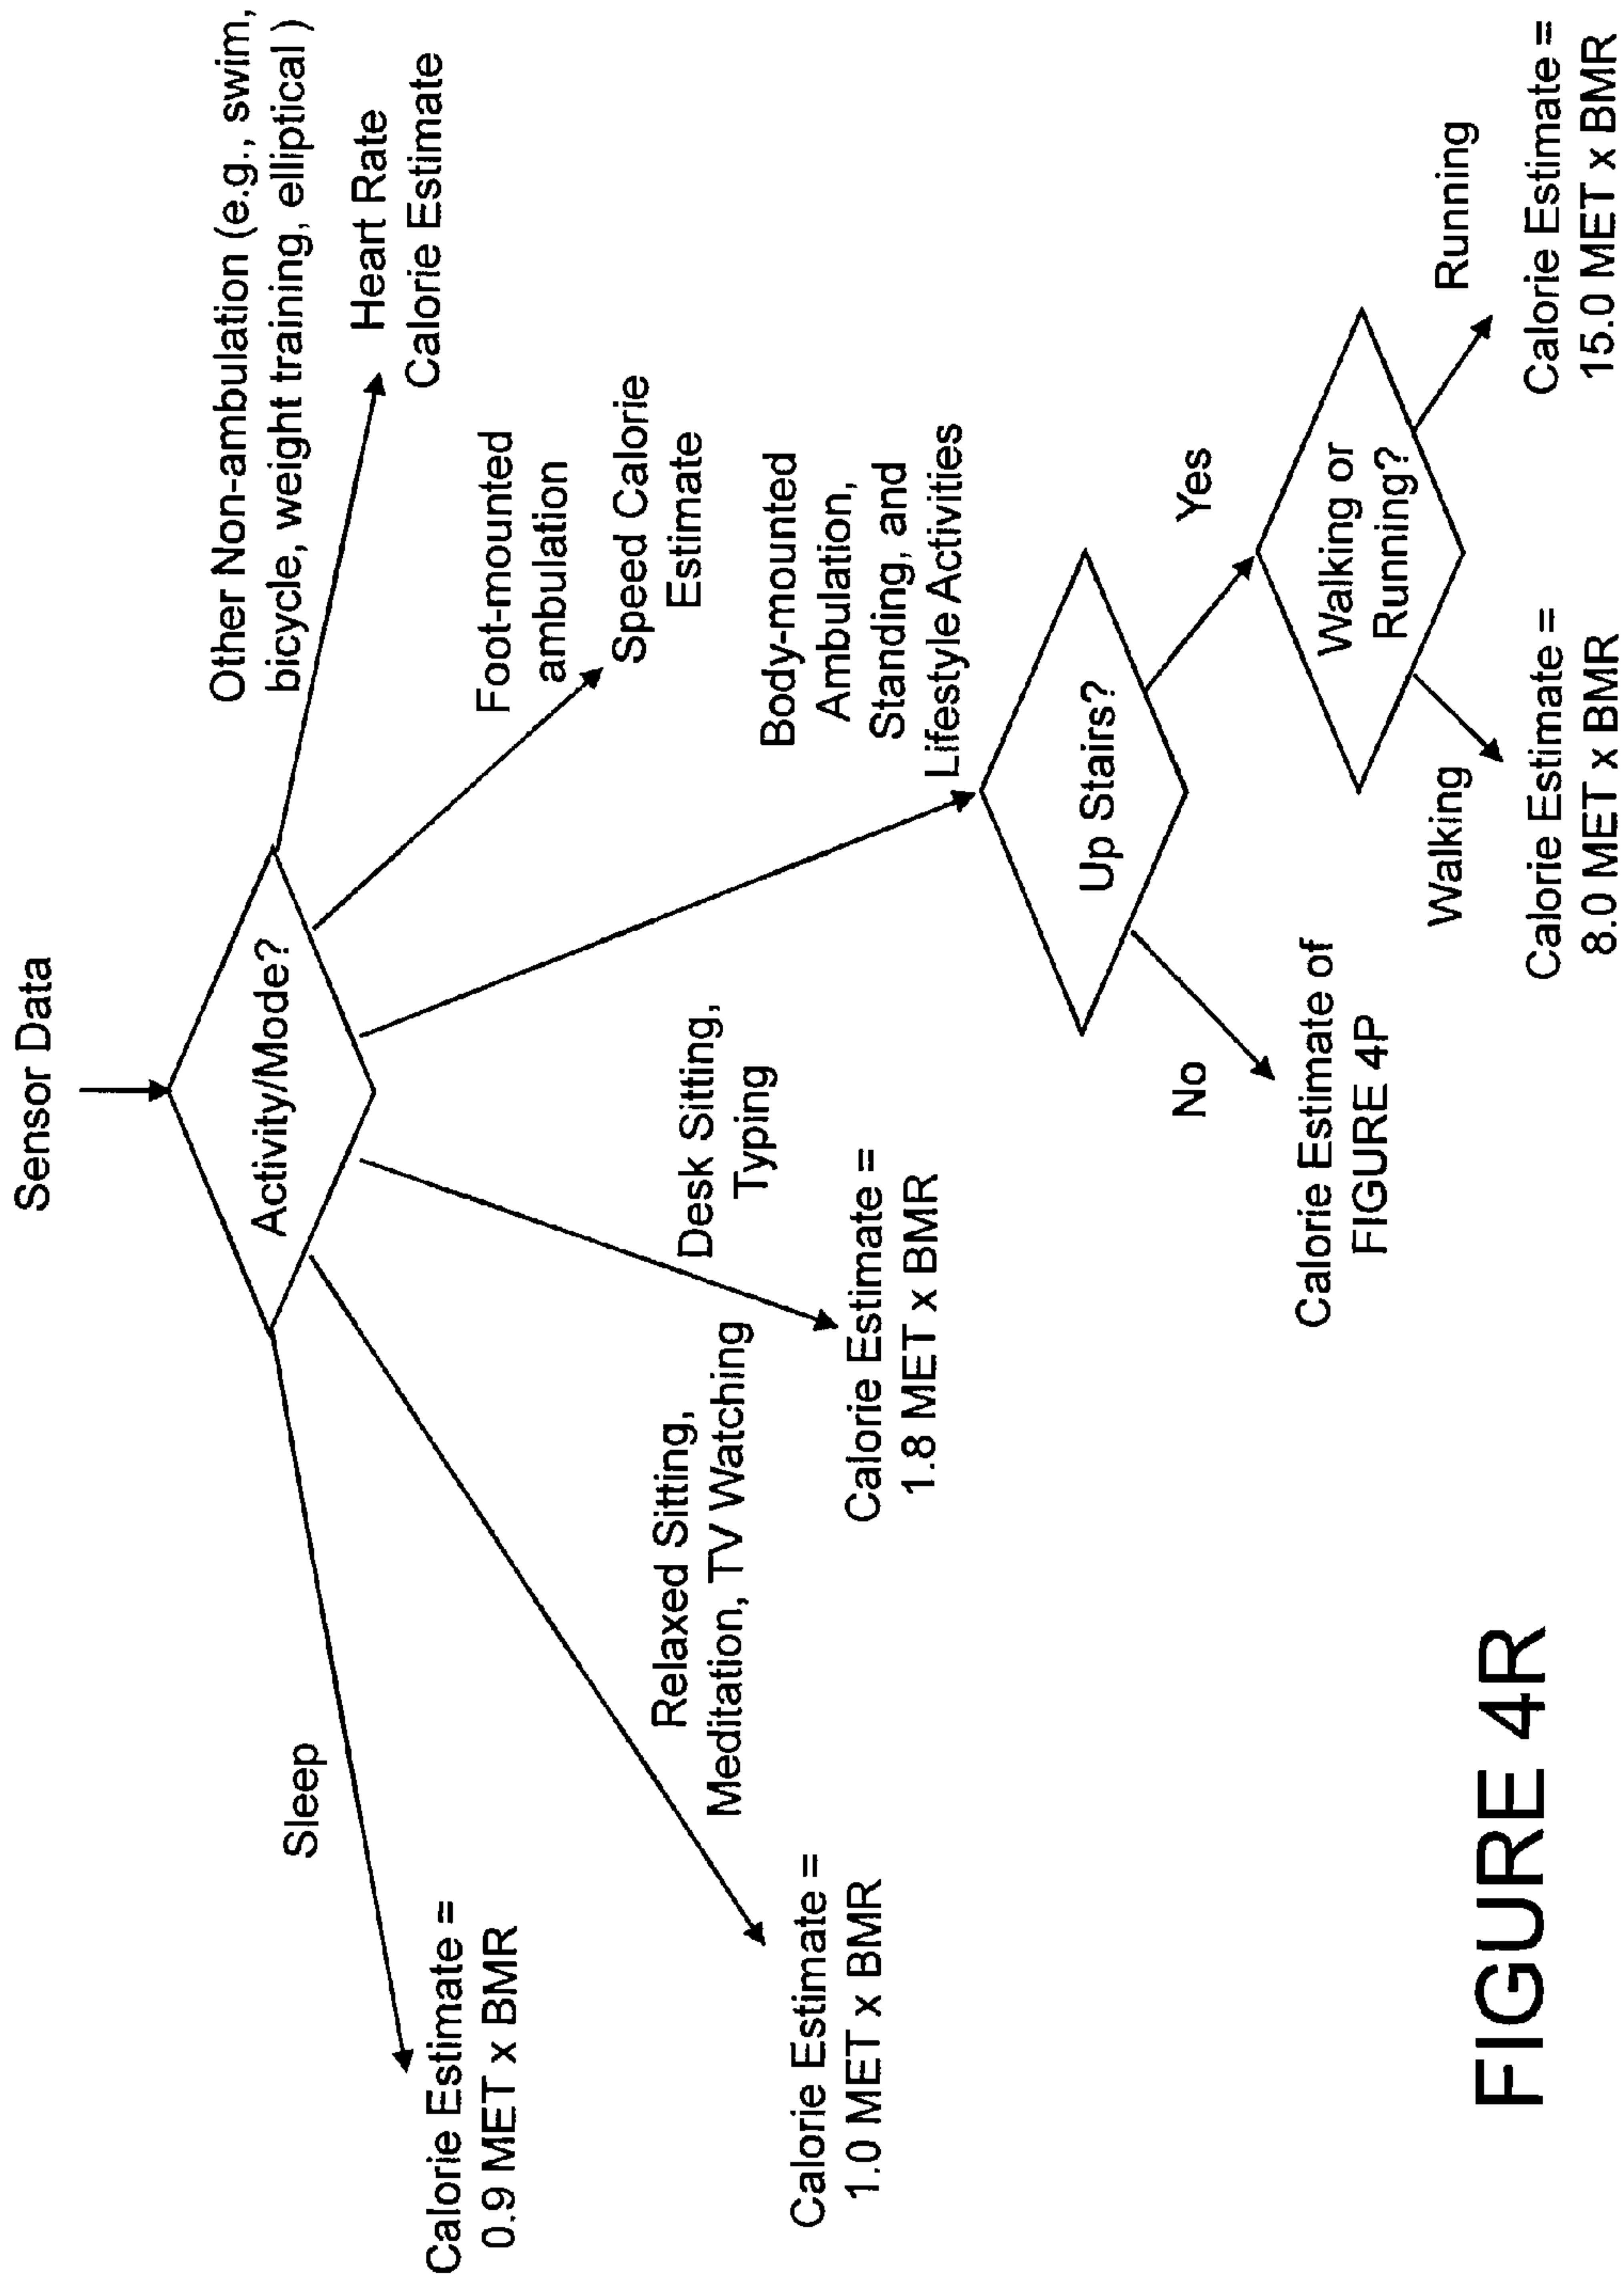 Sensor Data
Activity/Mode?
Sleep
Calorie Estimate =
0.9 MET x BMR
Relaxed Sitting,
Meditation, TV Watching
Calorie Estimate =
1.0 MET x BMR
Desk Sitting,
Typing
Calorie Estimate =
1.8 MET x BMR
Body-mounted
Ambulation,
Standing, and
Lifestyle Activities
Foot-mounted
ambulation
Speed Calorie
Estimate
Other Non-ambulation (e.g., swim,
bicycle, weight training, elliptical )
Heart Rate
Calorie Estimate
Up Stairs?
No
Calorie Estimate of
FIGURE 4P
Yes
Walking or
Running?
Walking
Calorie Estimate =
8.0 MET x BMR
Running
Calorie Estimate =
15.0 MET x BMR
FIGURE 4R